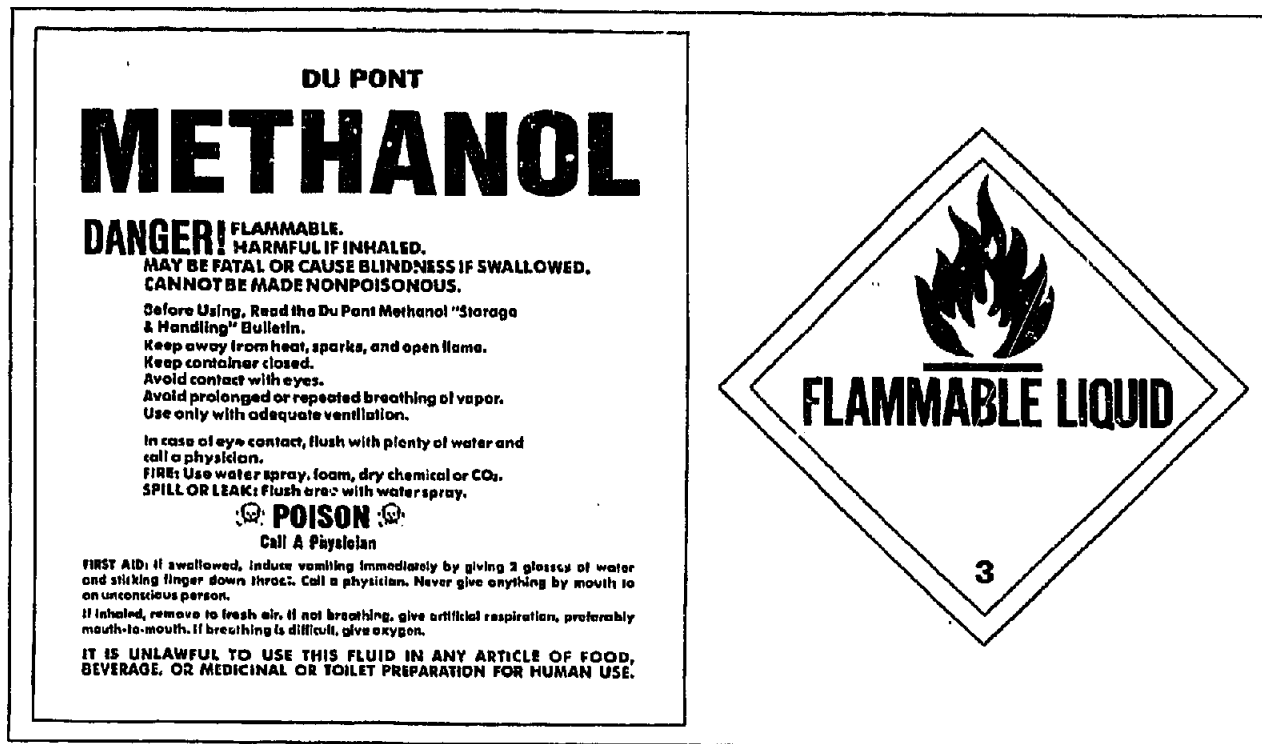 DU PONT
METHANOL
DANGER! FLAMMABLE.
HARMFUL IF INHALED.
MAY BE FATAL OR CAUSE BLINDNESS IF SWALLOWED.
CANNOT BE MADE NONPOISONOUS.
Before Using, Read the Du Pont Methanol "Storage
& Handling" Bulletin.
Keep away from heat, sparks, and open flame.
Keep container closed.
Avoid contact with eyes.
Avoid prolonged or repeated breathing of vapor.
Use only with adequate ventilation.
In case of eye contact, flush with plenty of water and
call a physician.
FIRE: Use water spray, foam, dry chemical or CO₂.
SPILL OR LEAK: Flush area with water spray.
POISON
Call A Physician
FIRST AID: If swallowed, induce vomiting immediately by giving 2 glasses of water
and sticking finger down throat. Call a physician. Never give anything by mouth to
an unconscious person.
If inhaled, remove to fresh air. If not breathing, give artificial respiration, preferably
mouth-to-mouth. If breathing is difficult, give oxygen.
IT IS UNLAWFUL TO USE THIS FLUID IN ANY ARTICLE OF FOOD,
BEVERAGE, OR MEDICINAL OR TOILET PREPARATION FOR HUMAN USE.
FLAMMABLE LIQUID
3